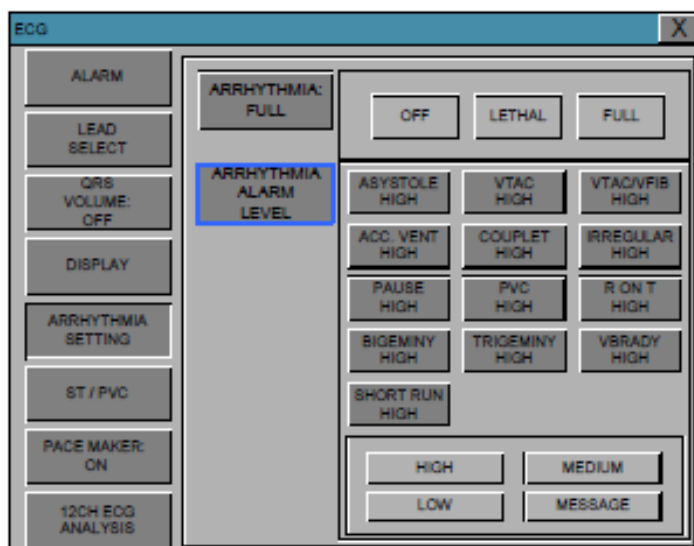 ECG
X
ALARM
LEAD
SELECT
QRS
VOLUME:
OFF
DISPLAY
ARRHYTHMIA
SETTING
ST / PVC
PACE MAKER:
ON
12CH ECG
ANALYSIS
ARRHYTHMIA:
FULL
ARRHYTHMIA
ALARM
LEVEL
OFF
LETHAL
FULL
ASYSTOLE
HIGH
VTAC
HIGH
VTAC/VFIB
HIGH
ACC. VENT
HIGH
COUPLET
HIGH
IRREGULAR
HIGH
PAUSE
HIGH
PVC
HIGH
R ON T
HIGH
BIGEMINY
HIGH
TRIGEMINY
HIGH
VBRADY
HIGH
SHORT RUN
HIGH
HIGH
MEDIUM
LOW
MESSAGE